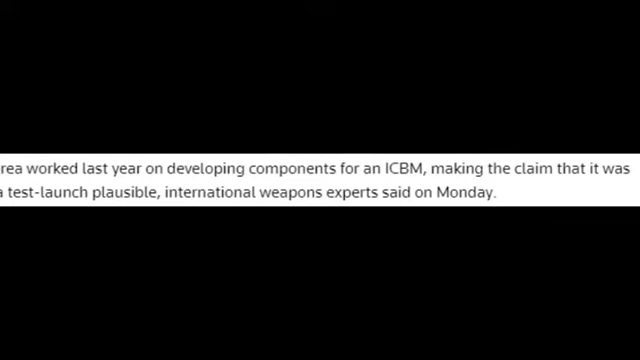 rea worked last year on developing components for an ICBM, making the claim that it was
a test-launch plausible, international weapons experts said on Monday.